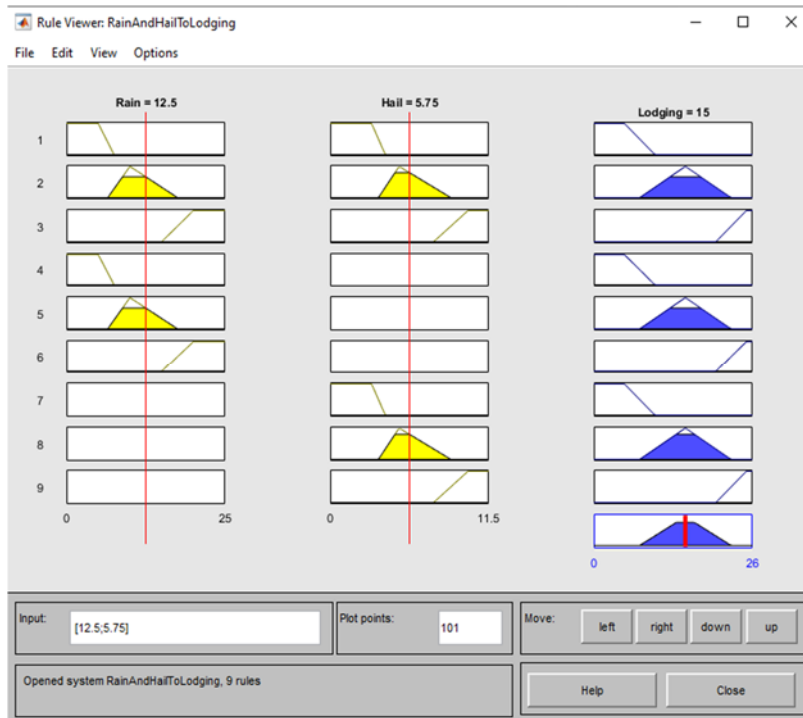 Rule Viewer: RainAndHailToLodging
File Edit View Options
Rain = 12.5 Hail = 5.75 Lodging = 15
1
2
3
4
5
6
7
8
9
0 25 0 11.5
0 26
Input: [12.5;5.75] Plot points: 101 Move: left right down up
Opened system RainAndHailToLodging, 9 rules Help Close